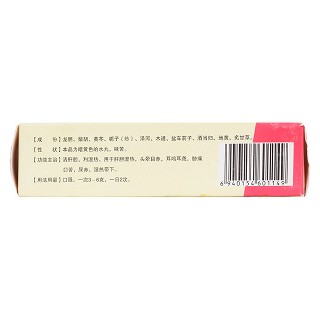 【成    份】龙胆、柴胡、黄芩、栀子（炒）、泽泻、木通、盐车前子、酒当归、地黄、炙甘草。
【性    状】本品为暗黄色的水丸，味苦。
【功能主治】清肝胆，利湿热。用于肝胆湿热，头晕目赤，耳鸣耳聋，胁痛
口苦，尿赤，湿热带下。
【用法用量】口服，一次3~6克，一日2次。
6 940154 601149